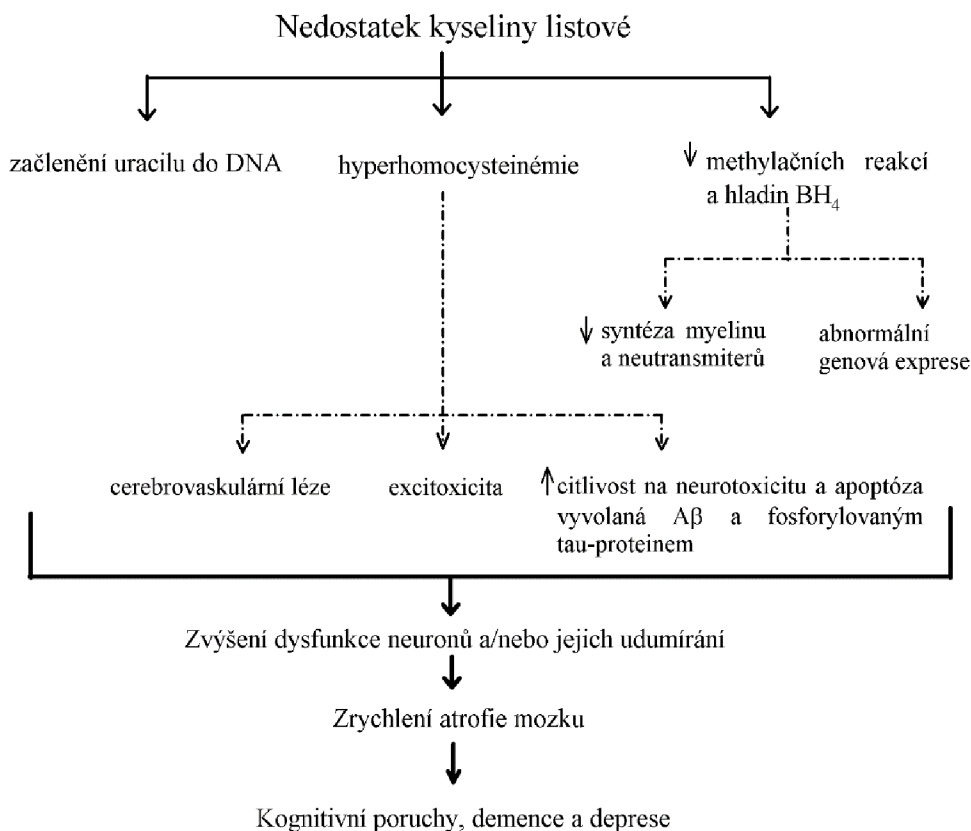 Nedostatek kyseliny listové
začlenění uracilu do DNA
hyperhomocysteinémie
↓ methylačních reakcí
a hladin BH₄
↓ syntéza myelinu
a neutransmiterů
abnormální
genová exprese
cerebrovaskulární léze
excitoxicita
↑ citlivost na neurotoxicitu a apoptóza
vyvolaná Aβ a fosforylovaným
tau-proteinem
Zvýšení dysfunkce neuronů a/nebo jejich udumírání
Zrychlení atrofie mozku
Kognitivní poruchy, demence a deprese